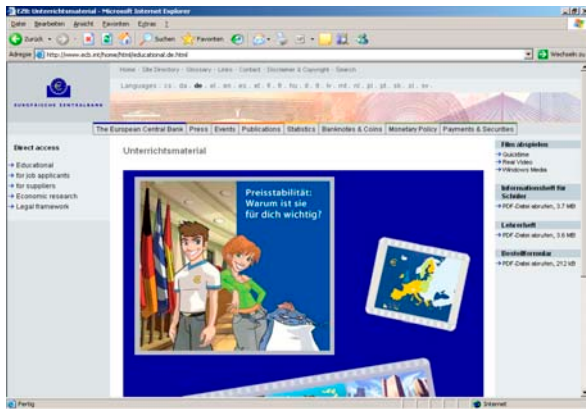 EZB: Unterrichtsmaterial - Microsoft Internet Explorer
Datei Bearbeiten Ansicht Favoriten Extras ?
Zurück Suchen Favoriten
Adresse http://www.ecb.int/home/html/educational.de.html Wechseln zu
Home Site Directory Glossary Links Contact Disclaimer & Copyright Search
Languages: cs . da . de . el . en . es . et . fi . fr . hu . it . lt . lv . mt . nl . pl . pt . sk . sl . sv .
EUROPÄISCHE ZENTRALBANK
The European Central Bank Press Events Publications Statistics Banknotes & Coins Monetary Policy Payments & Securities
Direct access
Educational
for job applicants
for suppliers
Economic research
Legal framework
Unterrichtsmaterial
Preisstabilität:
Warum ist sie
für dich wichtig?
Film abspielen
Quicktime
Real Video
Windows Media
Informationsheft für
Schüler
PDF-Datei abrufen, 3.7 MB
Lehrerheft
PDF-Datei abrufen, 3.6 MB
Bestellformular
PDF-Datei abrufen, 212 kB
Fertig
Internet